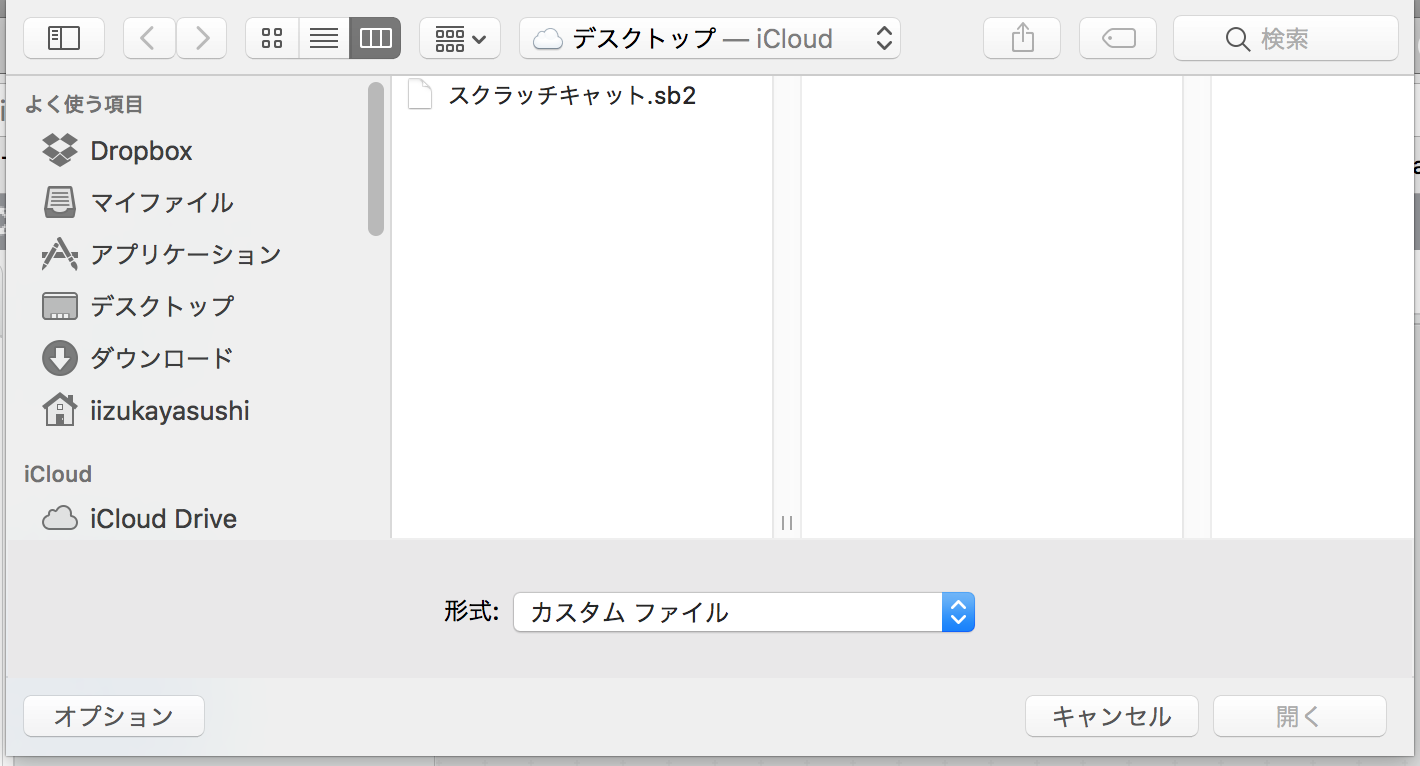 デスクトップ — iCloud
検索
よく使う項目
Dropbox
マイファイル
アプリケーション
デスクトップ
ダウンロード
iizukayasushi
iCloud
iCloud Drive
スクラッチキャット.sb2
形式: カスタム ファイル
オプション
キャンセル
開く